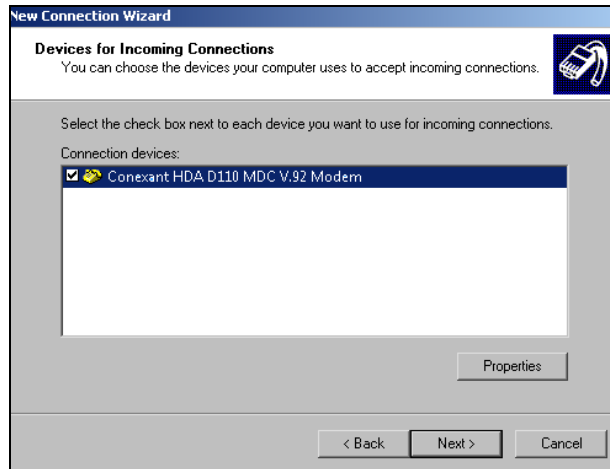 New Connection Wizard
Devices for Incoming Connections
You can choose the devices your computer uses to accept incoming connections.
Select the check box next to each device you want to use for incoming connections.
Connection devices:
Conexant HDA D110 MDC V.92 Modem
Properties
< Back
Next >
Cancel